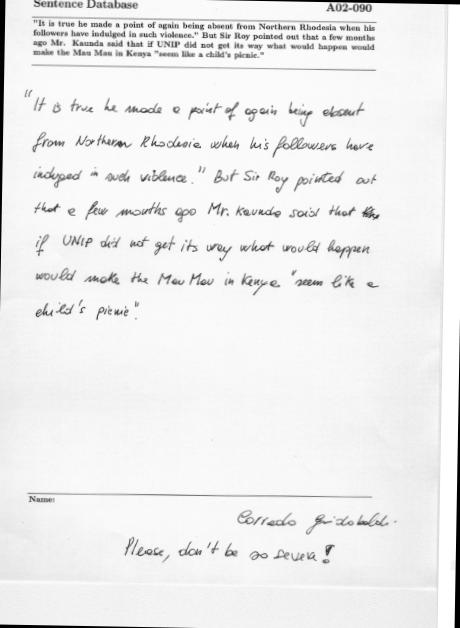 Sentence Database A02-090
"It is true he made a point of again being absent from Northern Rhodesia when his
followers have indulged in such violence." But Sir Roy pointed out that a few months
ago Mr. Kaunda said that if UNIP did not get its way what would happen would
make the Mau Mau in Kenya "seem like a child's picnic."
"It is true he made a point of again being absent
from Northern Rhodesia when his followers have
indulged in such violence." But Sir Roy pointed out
that a few months ago Mr. Kaunda said that
if UNIP did not get its way what would happen
would make the Mau Mau in Kenya "seem like a
child's picnic".
Name:
Corrado
Please, don't be so severe!